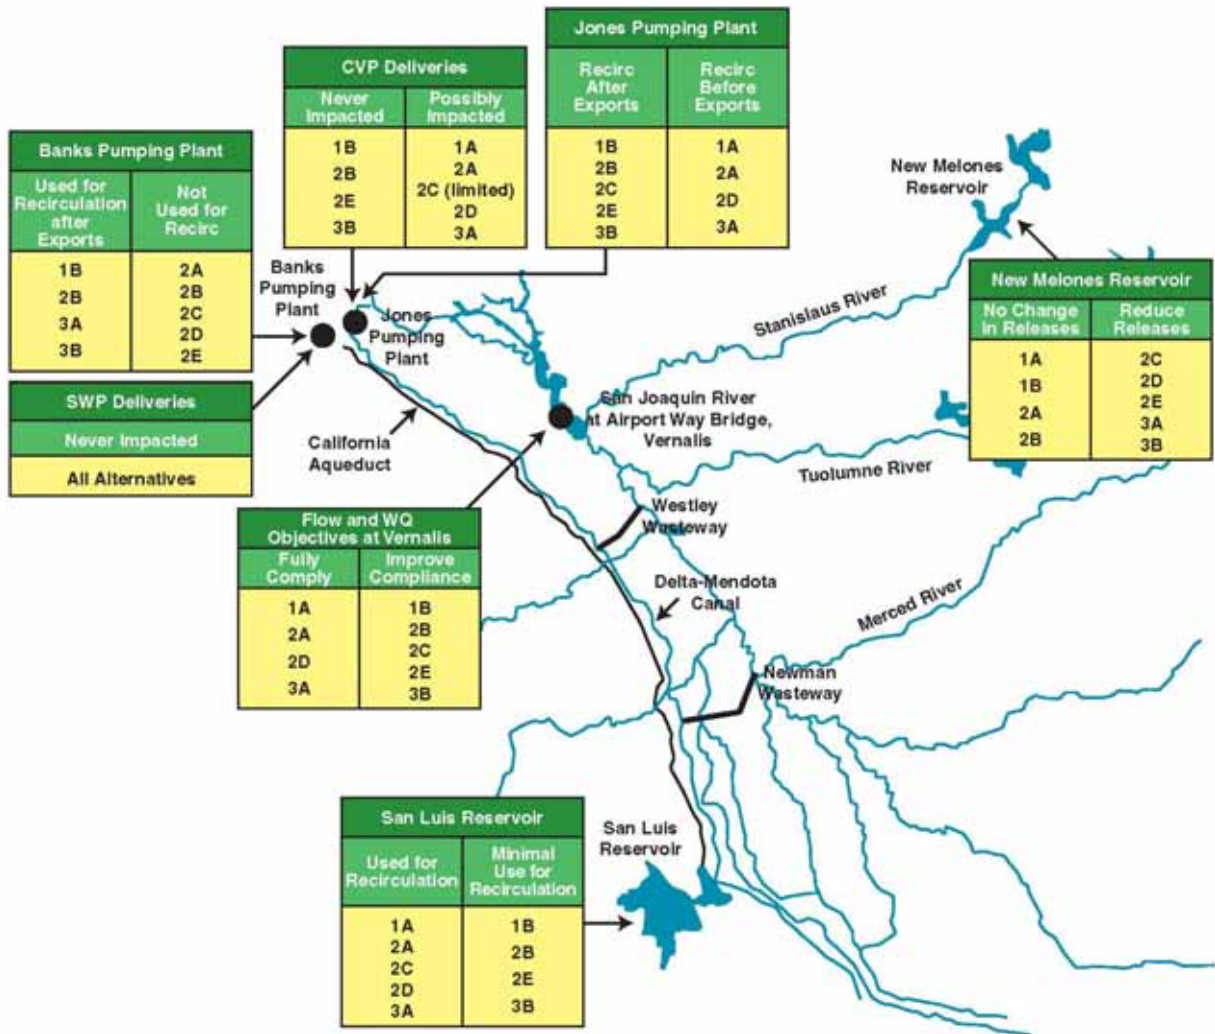 Jones Pumping Plant
Recirc
After
Exports
Recirc
Before
Exports
1B
2B
2C
2E
3B
1A
2A
2D
3A
CVP Deliveries
Never
Impacted
Possibly
Impacted
1B
2B
2E
3B
1A
2A
2C (limited)
2D
3A
Banks Pumping Plant
Used for
Recirculation
after
Exports
Not
Used for
Recirc
1B
2B
3A
3B
2A
2B
2C
2D
2E
SWP Deliveries
Never Impacted
All Alternatives
Banks
Pumping
Plant
Jones
Pumping
Plant
New Melones
Reservoir
Stanislaus River
New Melones Reservoir
No Change
in Releases
Reduce
Releases
1A
1B
2A
2B
2C
2D
2E
3A
3B
San Joaquin River
at Airport Way Bridge,
Vernalis
California
Aqueduct
Tuolumne River
Flow and WQ
Objectives at Vernalis
Fully
Comply
Improve
Compliance
1A
2A
2D
3A
1B
2B
2C
2E
3B
Westley
Wasteway
Delta-Mendota
Canal
Merced River
Newman
Wasteway
San Luis Reservoir
Used for
Recirculation
Minimal
Use for
Recirculation
1A
2A
2C
2D
3A
1B
2B
2E
3B
San Luis
Reservoir